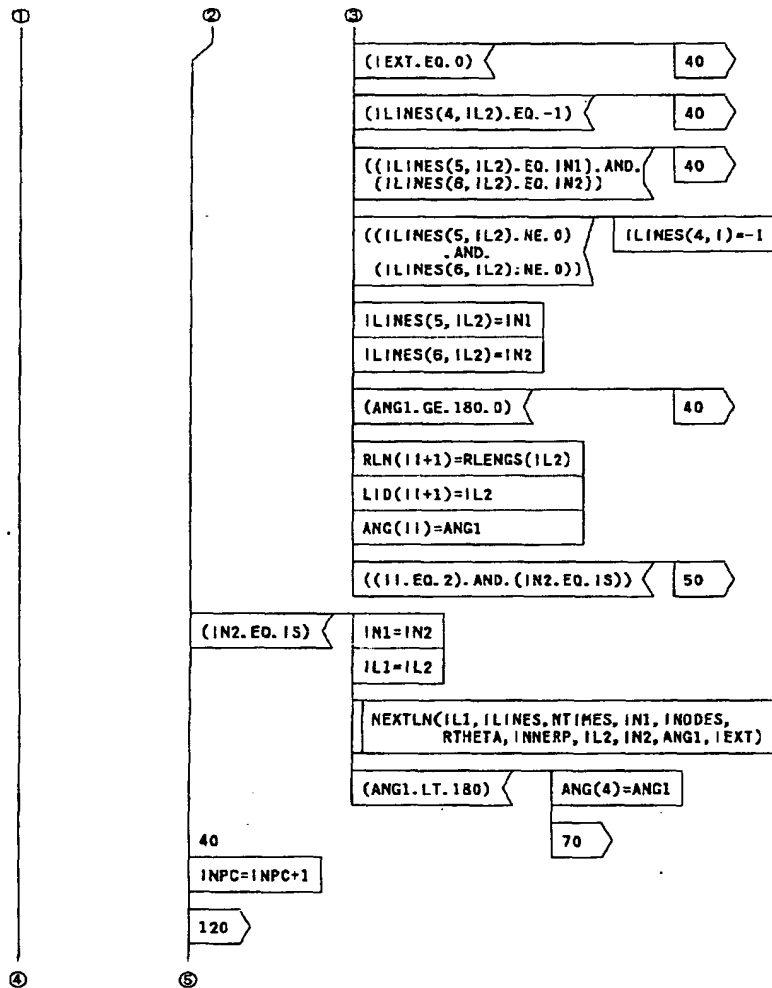 ① ② ③
(IEXT.EQ.0) 40
(ILINES(4,IL2).EQ.-1) 40
((ILINES(5,IL2).EQ.IN1).AND. 40
(ILINES(6,IL2).EQ.IN2))
((ILINES(5,IL2).NE.0) ILINES(4,I)=-1
.AND.
(ILINES(6,IL2).NE.0))
ILINES(5,IL2)=IN1
ILINES(6,IL2)=IN2
(ANG1.GE.180.0) 40
RLN(II+1)=RLENGS(IL2)
LID(II+1)=IL2
ANG(II)=ANG1
((II.EQ.2).AND.(IN2.EQ.IS)) 50
(IN2.EQ.IS) IN1=IN2
IL1=IL2
NEXTLN(IL1,ILINES,NTIMES,IN1,INODES,
RTHETA,INNERP,IL2,IN2,ANG1,IEXT)
(ANG1.LT.180) ANG(4)=ANG1
70
40
INPC=INPC+1
120
④ ⑤